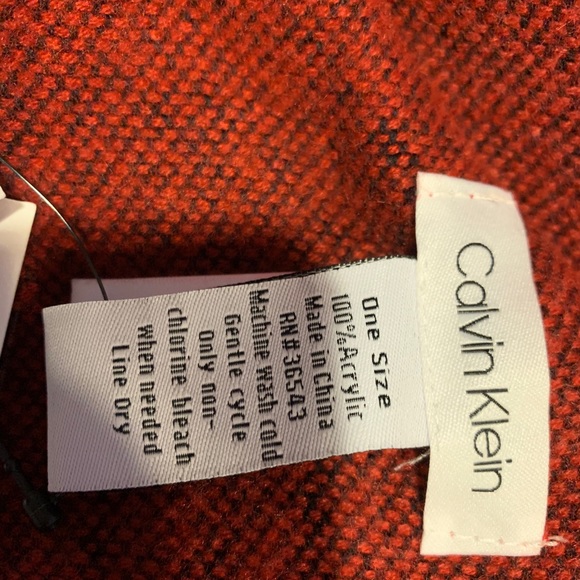 Calvin Klein
One Size
100% Acrylic
Made in China
RN#36543
Machine wash cold
Gentle cycle
Only non-
chlorine bleach
when needed
Line Dry